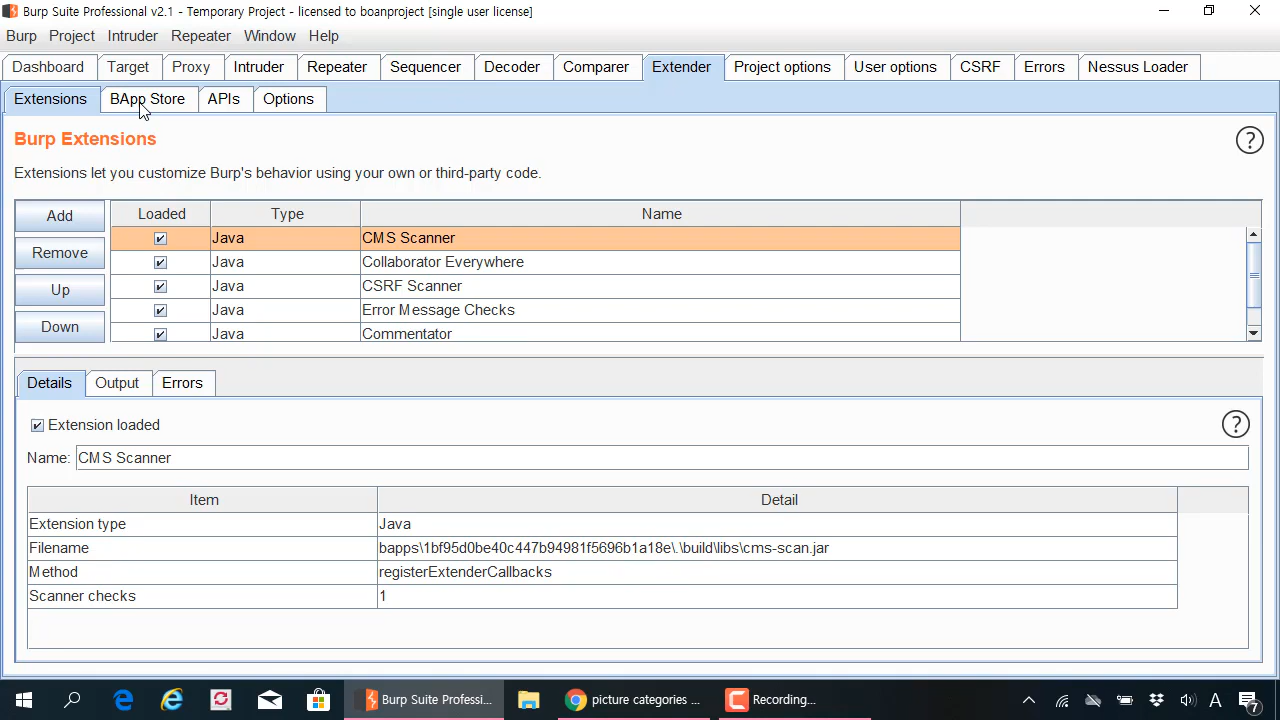 Burp Suite Professional v2.1 - Temporary Project - licensed to boanproject [single user license]
Burp Project Intruder Repeater Window Help
Dashboard Target Proxy Intruder Repeater Sequencer Decoder Comparer Extender Project options User options CSRF Errors Nessus Loader
Extensions BApp Store APIs Options
Burp Extensions
?
Extensions let you customize Burp's behavior using your own or third-party code.
Add
Remove
Up
Down
Loaded Type Name
Java CMS Scanner
Java Collaborator Everywhere
Java CSRF Scanner
Java Error Message Checks
Java Commentator
Details Output Errors
Extension loaded
?
Name: CMS Scanner
Item Detail
Extension type Java
Filename bapps\1bf95d0be40c447b94981f5696b1a18e\.\build\libs\cms-scan.jar
Method registerExtenderCallbacks
Scanner checks 1
Burp Suite Professi... picture categories ... Recording... A 7